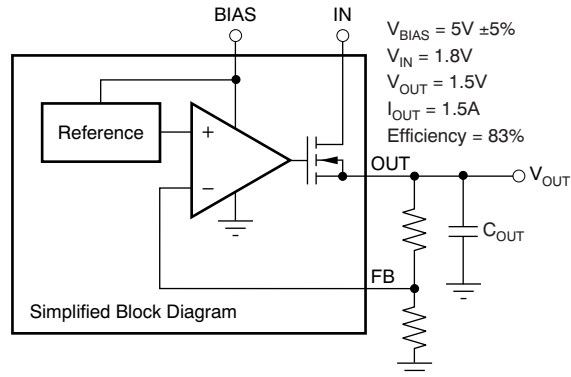 BIAS
IN
V_BIAS = 5V ±5%
V_IN = 1.8V
V_OUT = 1.5V
I_OUT = 1.5A
Efficiency = 83%
Reference
+
−
OUT
V_OUT
C_OUT
FB
Simplified Block Diagram